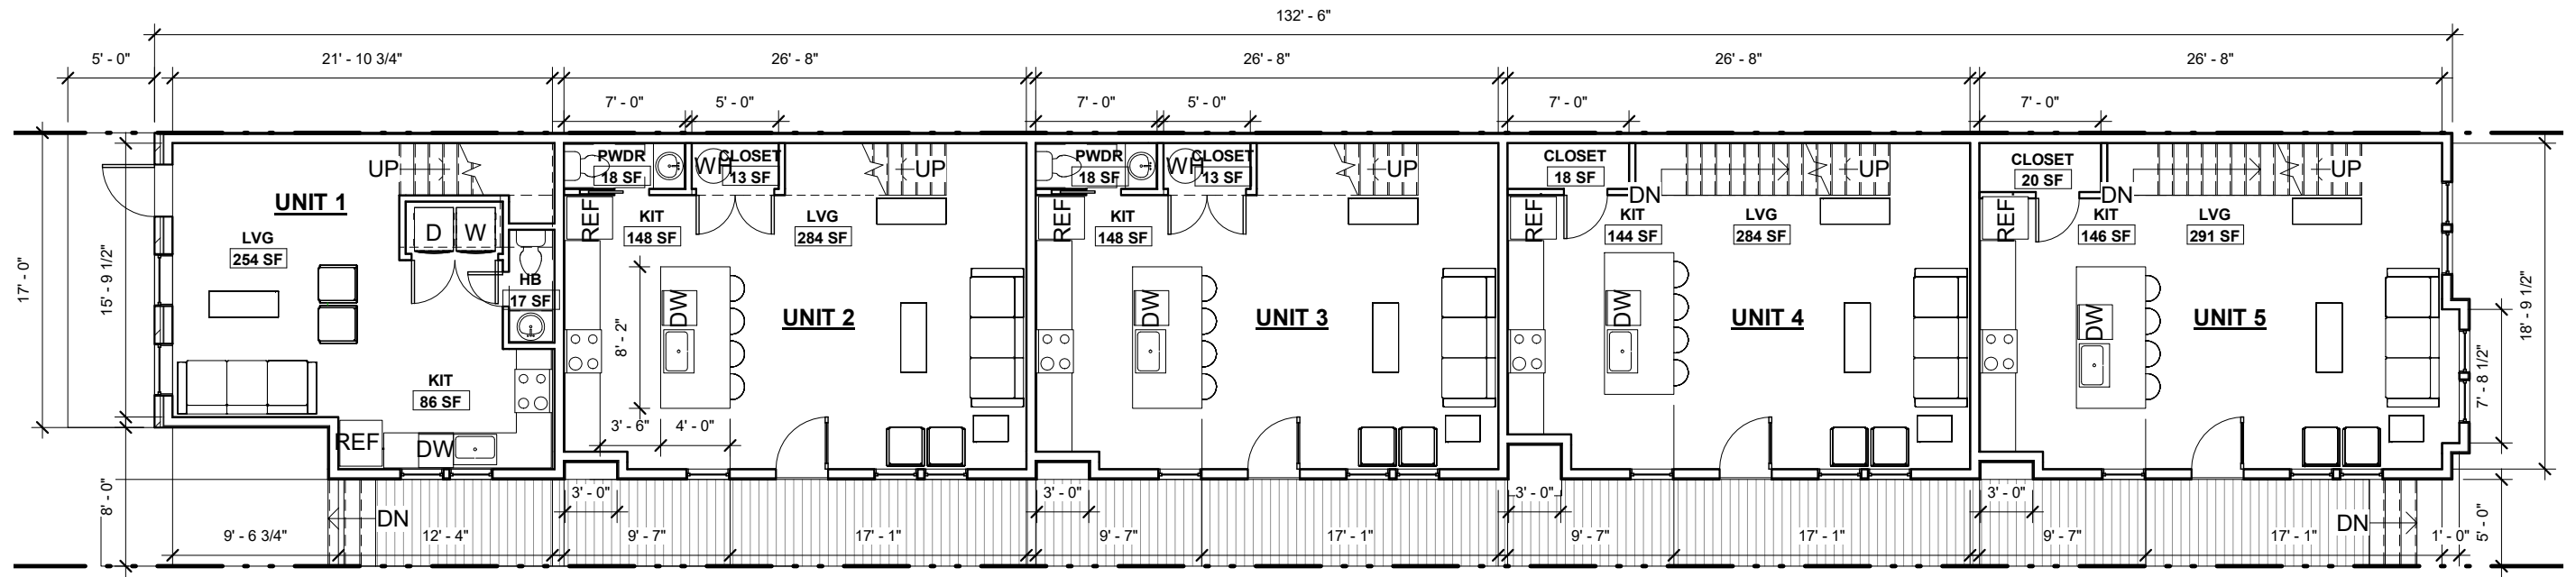 132' - 6"
5' - 0"
21' - 10 3/4"
26' - 8"
26' - 8"
26' - 8"
26' - 8"
7' - 0"
5' - 0"
7' - 0"
5' - 0"
7' - 0"
7' - 0"
17' - 0"
15' - 9 1/2"
8' - 0"
UP
UNIT 1
LVG
254 SF
D
W
HB
17 SF
KIT
86 SF
REF.
DW
DN
9' - 6 3/4"
12' - 4"
PWDR
18 SF
WH
CLOSET
13 SF
UP
REF
KIT
148 SF
LVG
284 SF
DW
UNIT 2
8' - 2"
3' - 6"
4' - 0"
3' - 0"
9' - 7"
17' - 1"
PWDR
18 SF
WH
CLOSET
13 SF
UP
REF
KIT
148 SF
DW
UNIT 3
3' - 0"
9' - 7"
17' - 1"
CLOSET
18 SF
DN
UP
REF
KIT
144 SF
LVG
284 SF
DW
UNIT 4
3' - 0"
9' - 7"
17' - 1"
CLOSET
20 SF
DN
UP
REF
KIT
146 SF
LVG
291 SF
DW
UNIT 5
3' - 0"
9' - 7"
17' - 1"
DN
1' - 0"
18' - 9 1/2"
7' - 8 1/2"
5' - 0"